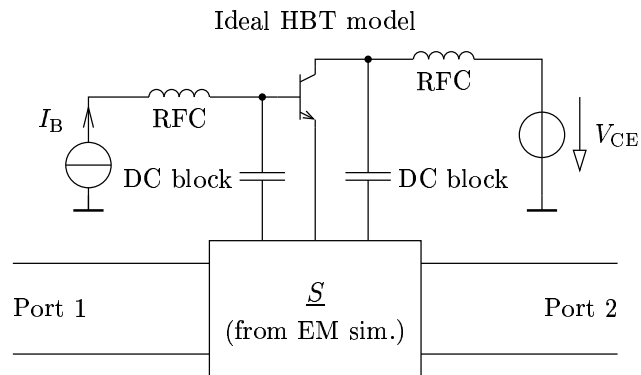 Ideal HBT model
I_B
RFC
RFC
V_CE
DC block
DC block
S
(from EM sim.)
Port 1
Port 2